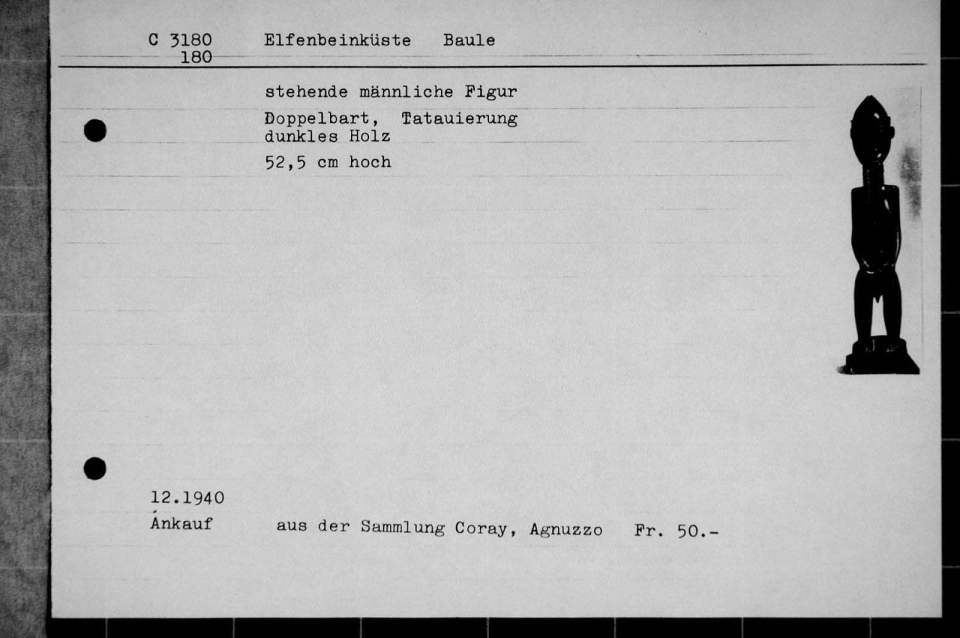 C 3180 Elfenbeinküste Baule
180
stehende männliche Figur
Doppelbart, Tatauierung
dunkles Holz
52,5 cm hoch
12.1940
Ankauf aus der Sammlung Coray, Agnuzzo Fr. 50.-